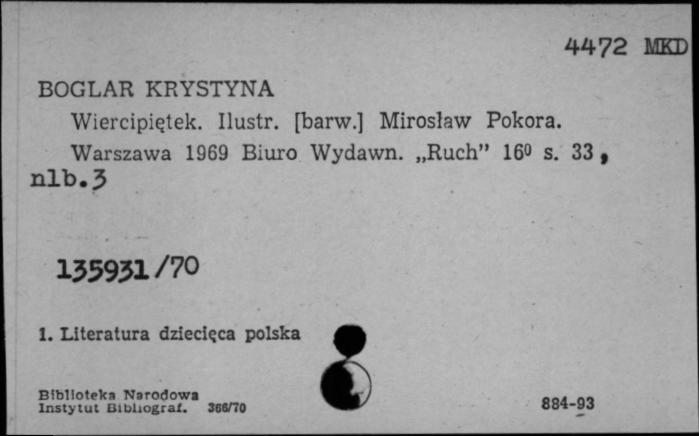 4472 MKD
BOGLAR KRYSTYNA
Wiercipiętek. Ilustr. [barw.] Mirosław Pokora.
Warszawa 1969 Biuro Wydawn. „Ruch” 16⁰ s. 33,
nlb.3
135931/70
1. Literatura dziecięca polska
Biblioteka Narodowa
Instytut Bibliograf. 366/70
884-93